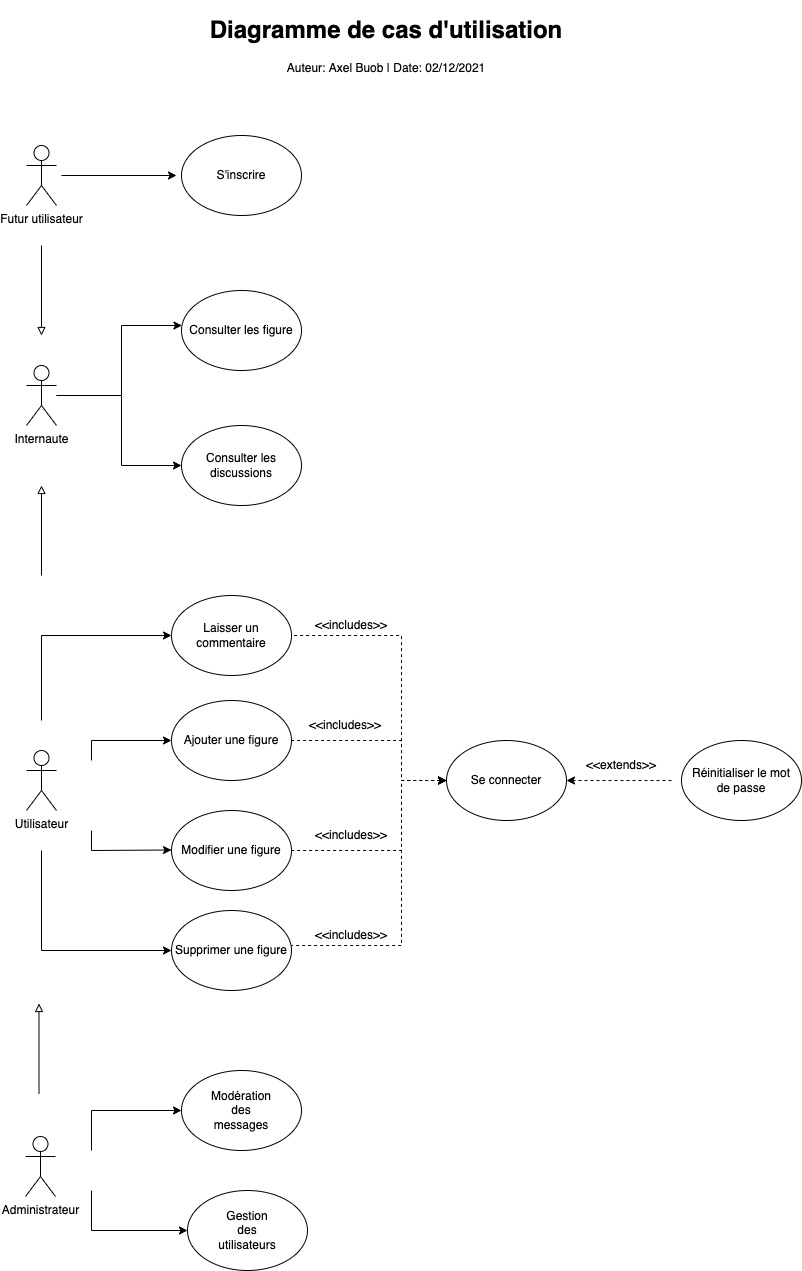 Diagramme de cas d'utilisation
Auteur: Axel Buob | Date: 02/12/2021
S'inscrire
Futur utilisateur
Consulter les figure
Internaute
Consulter les
discussions
Laisser un
commentaire
<<includes>>
Ajouter une figure
<<includes>>
Se connecter
<<extends>>
Réinitialiser le mot
de passe
Utilisateur
Modifier une figure
<<includes>>
Supprimer une figure
<<includes>>
Modération
des
messages
Administrateur
Gestion
des
utilisateurs